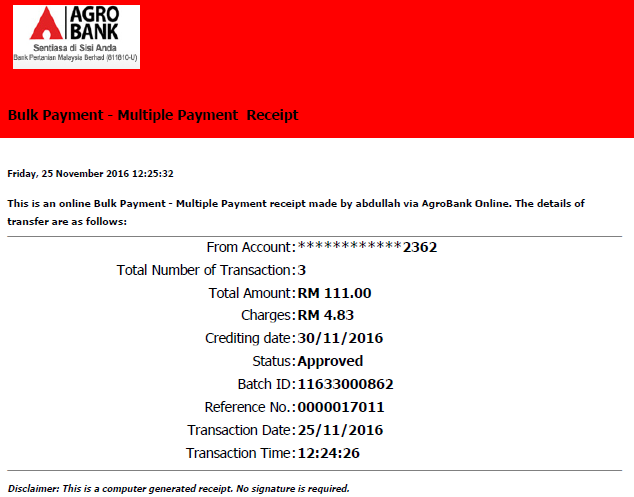 AGRO
BANK
Sentiasa di Sisi Anda
Bank Pertanian Malaysia Berhad (811810-U)
Bulk Payment - Multiple Payment Receipt
Friday, 25 November 2016 12:25:32
This is an online Bulk Payment - Multiple Payment receipt made by abdullah via AgroBank Online. The details of
transfer are as follows:
From Account:************2362
Total Number of Transaction:3
Total Amount:RM 111.00
Charges:RM 4.83
Crediting date:30/11/2016
Status:Approved
Batch ID:11633000862
Reference No.:0000017011
Transaction Date:25/11/2016
Transaction Time:12:24:26
Disclaimer: This is a computer generated receipt. No signature is required.